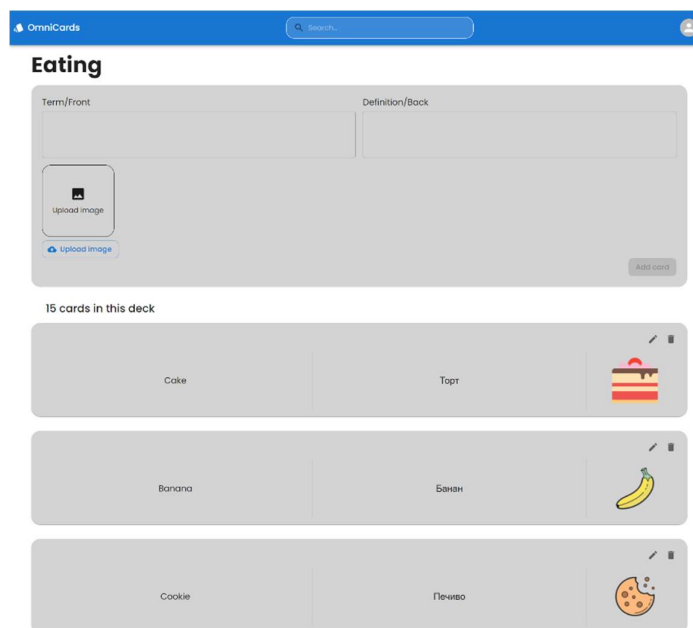 OmniCards
Search...
Eating
Term/Front
Definition/Back
Upload image
Upload image
Add card
15 cards in this deck
Cake
Торт
Banana
Банан
Cookie
Печиво